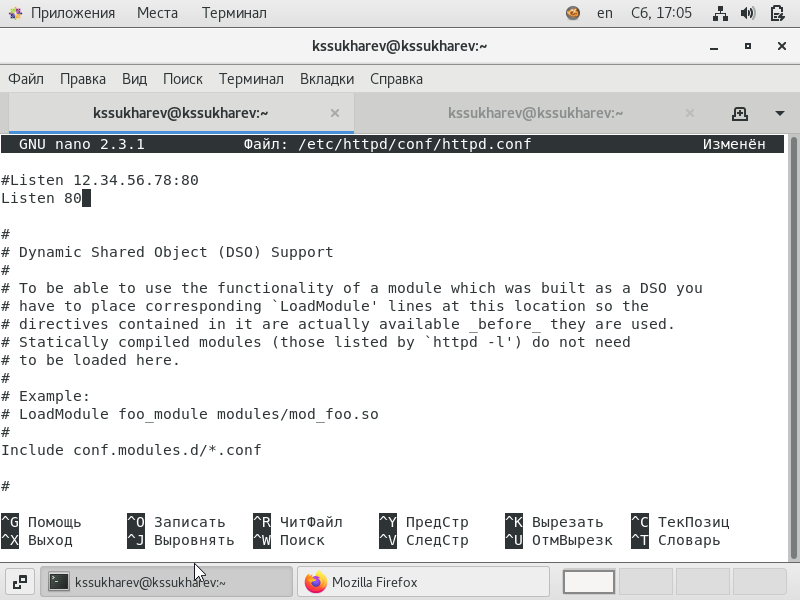 Приложения Места Терминал en Сб, 17:05
kssukharev@kssukharev:~
Файл Правка Вид Поиск Терминал Вкладки Справка
kssukharev@kssukharev:~ kssukharev@kssukharev:~
GNU nano 2.3.1 Файл: /etc/httpd/conf/httpd.conf Изменён
#Listen 12.34.56.78:80
Listen 80
#
# Dynamic Shared Object (DSO) Support
#
# To be able to use the functionality of a module which was built as a DSO you
# have to place corresponding `LoadModule' lines at this location so the
# directives contained in it are actually available _before_ they are used.
# Statically compiled modules (those listed by `httpd -l') do not need
# to be loaded here.
#
# Example:
# LoadModule foo_module modules/mod_foo.so
#
Include conf.modules.d/*.conf
#
^G Помощь ^O Записать ^R ЧитФайл ^Y ПредСтр ^K Вырезать ^C ТекПозиц
^X Выход ^J Выровнять ^W Поиск ^V СледСтр ^U ОтмВырезк ^T Словарь
kssukharev@kssukharev:~ Mozilla Firefox